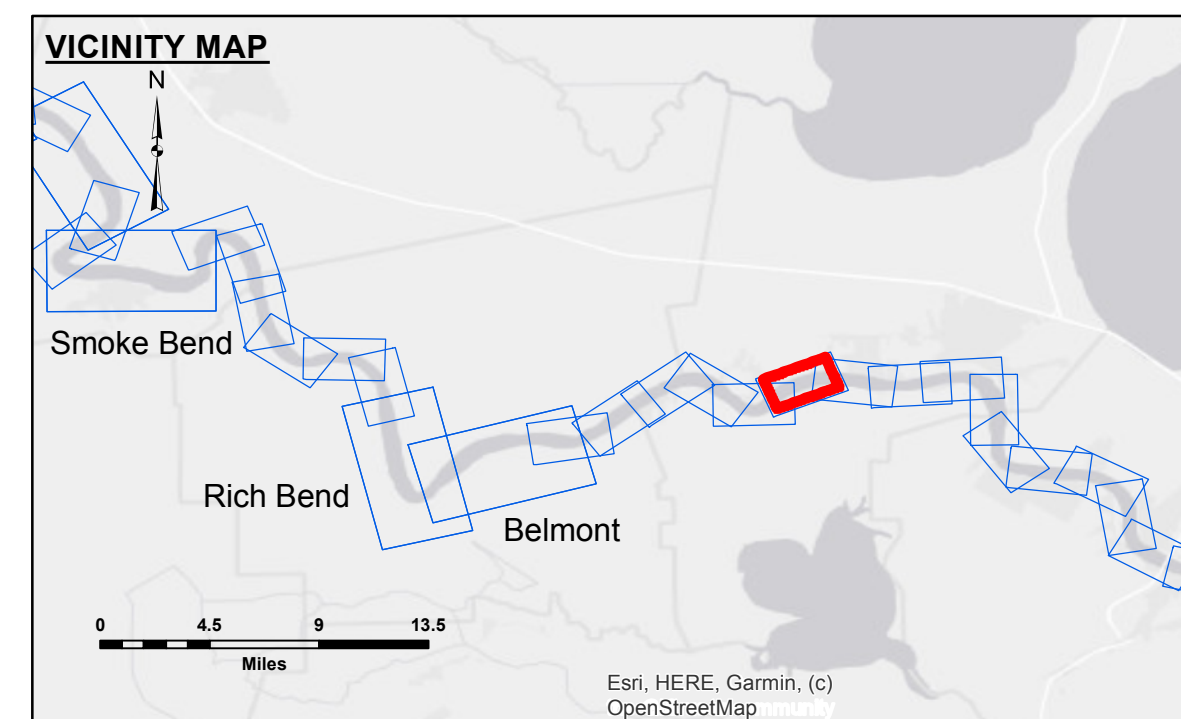 VICINITY MAP
N
Smoke Bend
Rich Bend
Belmont
0 4.5 9 13.5
Miles
Esri, HERE, Garmin, (c)
OpenStreetMap